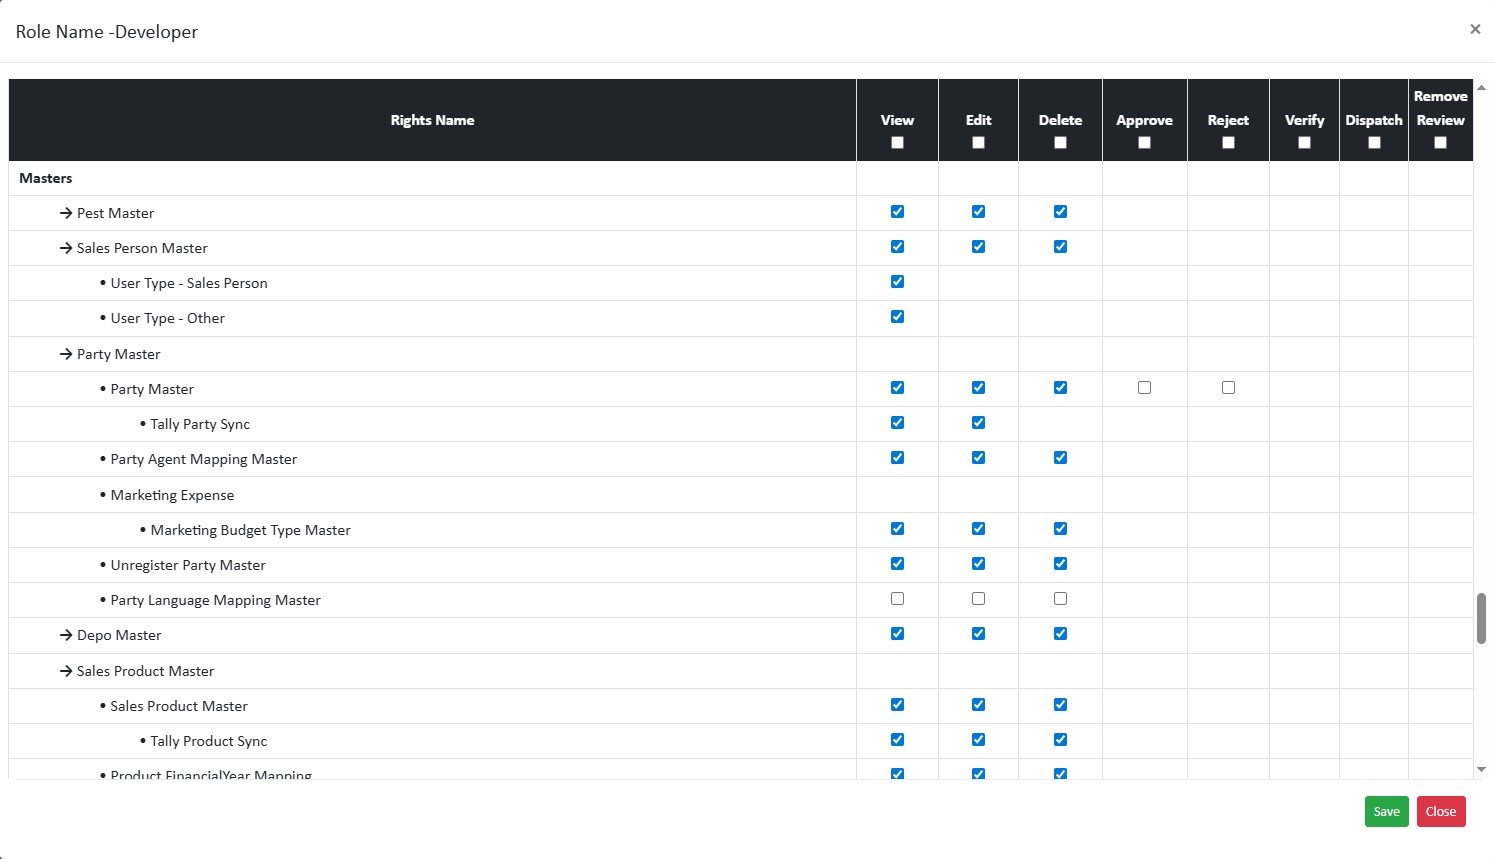 Role Name -Developer
×
Rights Name View Edit Delete Approve Reject Verify Dispatch Remove Review
Masters
→ Pest Master
→ Sales Person Master
• User Type - Sales Person
• User Type - Other
→ Party Master
• Party Master
• Tally Party Sync
• Party Agent Mapping Master
• Marketing Expense
• Marketing Budget Type Master
• Unregister Party Master
• Party Language Mapping Master
→ Depo Master
→ Sales Product Master
• Sales Product Master
• Tally Product Sync
• Product FinancialYear Mapping
Save Close